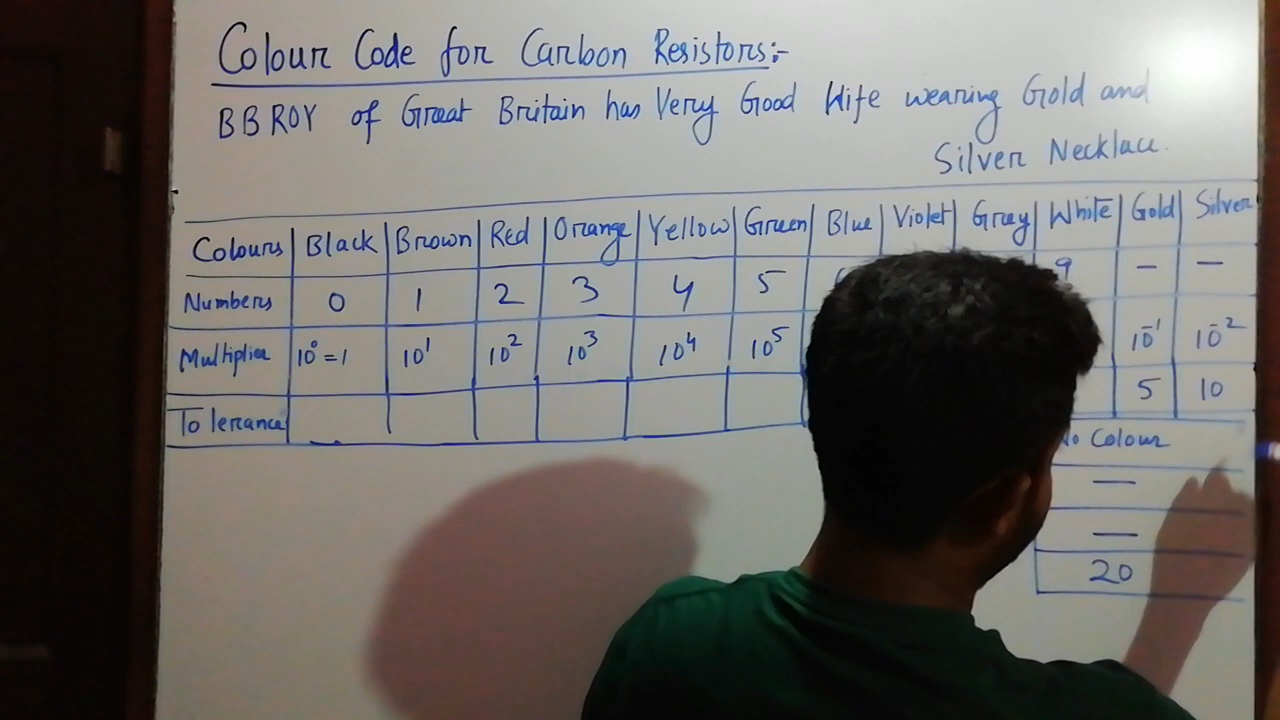 Colour Code for Carbon Resistors:-
BBROY of Great Britain has Very Good Wife wearing Gold and
Silver Necklace.
Colours Black Brown Red Orange Yellow Green Blue Violet Gray White Gold Silver
Numbers 0 1 2 3 4 5 9 — —
Multiplier 10⁰=1 10¹ 10² 10³ 10⁴ 10⁵ 10⁻¹ 10⁻²
Tolerance 5 10
No Colour
—
—
20